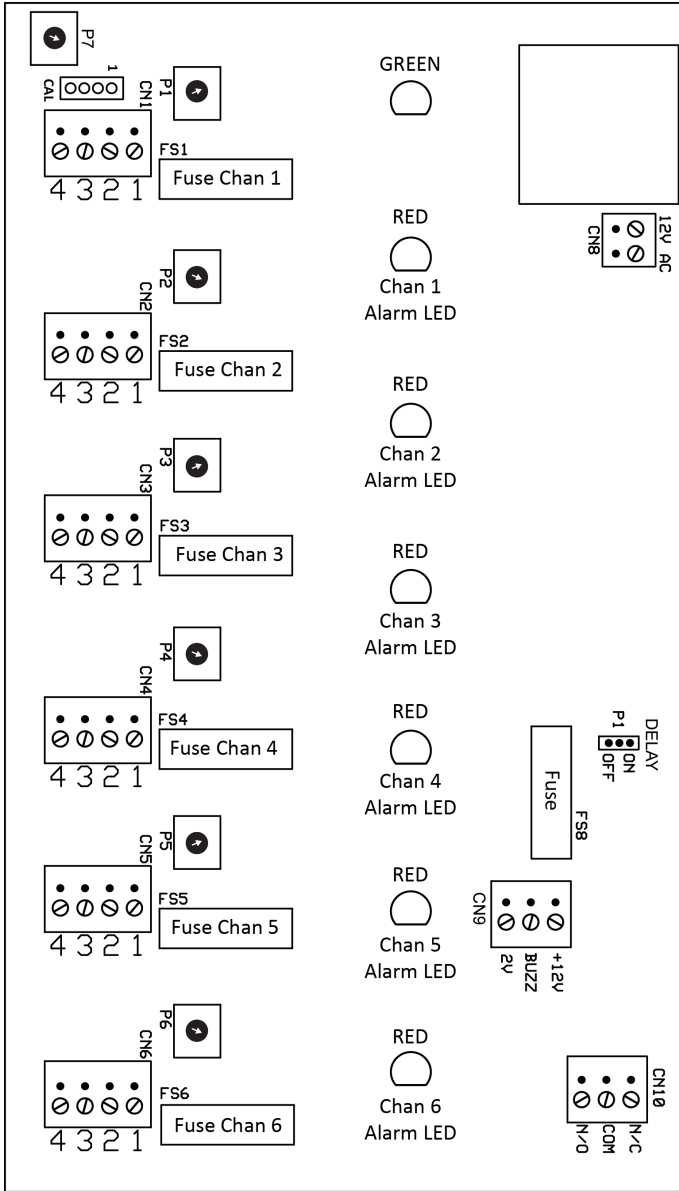 P7
CAL
1
CN1
P1
FS1
Fuse Chan 1
4 3 2 1
GREEN
CN8
12V AC
RED
Chan 1
Alarm LED
CN2
P2
FS2
Fuse Chan 2
4 3 2 1
RED
Chan 2
Alarm LED
CN3
P3
FS3
Fuse Chan 3
4 3 2 1
RED
Chan 3
Alarm LED
CN4
P4
FS4
Fuse Chan 4
4 3 2 1
RED
Chan 4
Alarm LED
Fuse
FS8
P1
DELAY
OFF
ON
CN5
P5
FS5
Fuse Chan 5
4 3 2 1
RED
Chan 5
Alarm LED
CN9
2V
BUZZ
+12V
CN6
P6
FS6
Fuse Chan 6
4 3 2 1
RED
Chan 6
Alarm LED
CN10
N/O
COM
N/C